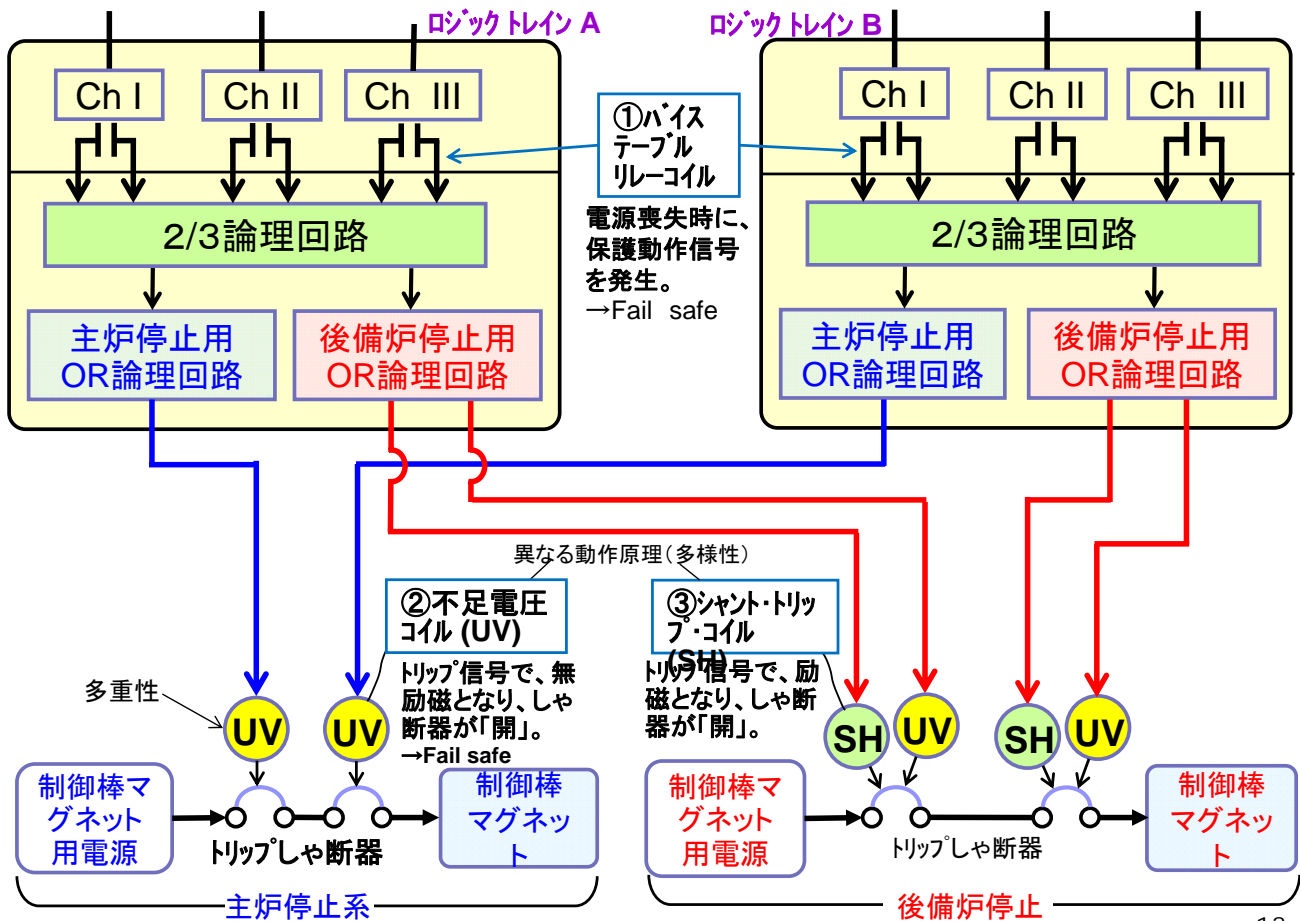 ロジック トレイン A
ロジック トレイン B
Ch I
Ch II
Ch III
Ch I
Ch II
Ch III
①バイス
テーブル
リレーコイル
電源喪失時に、
保護動作信号
を発生。
→Fail safe
2/3論理回路
2/3論理回路
主炉停止用
OR論理回路
後備炉停止用
OR論理回路
主炉停止用
OR論理回路
後備炉停止用
OR論理回路
異なる動作原理（多様性）
②不足電圧
コイル (UV)
トリップ信号で、無
励磁となり、しゃ
断器が「開」。
→Fail safe
③シャント・トリッ
プ・コイル
(SH)
トリップ信号で、励
磁となり、しゃ断
器が「開」。
多重性
UV
UV
SH
UV
SH
UV
制御棒マ
グネット
用電源
トリップしゃ断器
制御棒
マグネッ
ト
制御棒マ
グネット
用電源
トリップしゃ断器
制御棒
マグネッ
ト
主炉停止系
後備炉停止